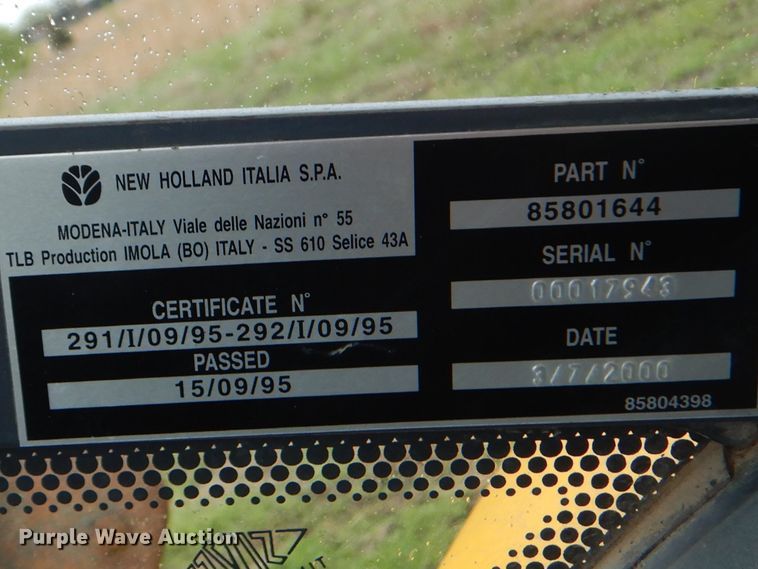 NEW HOLLAND ITALIA S.P.A.
MODENA-ITALY Viale delle Nazioni n° 55
TLB Production IMOLA (BO) ITALY - SS 610 Selice 43A
CERTIFICATE N°
291/I/09/95-292/I/09/95
PASSED
15/09/95
PART N°
85801644
SERIAL N°
00017943
DATE
3/7/2000
85804398
Purple Wave Auction